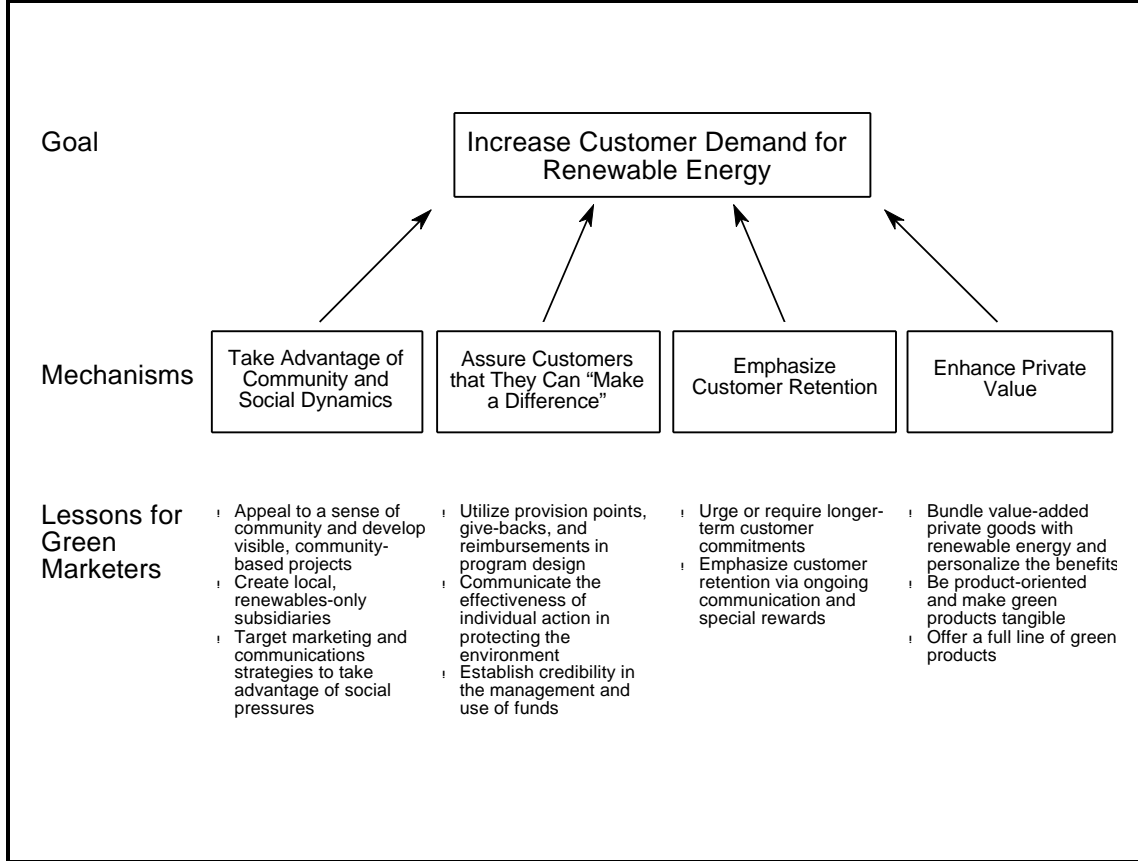 Goal
Increase Customer Demand for
Renewable Energy
Mechanisms
Take Advantage of
Community and
Social Dynamics
Assure Customers
that They Can “Make
a Difference”
Emphasize
Customer Retention
Enhance Private
Value
Lessons for
Green
Marketers
! Appeal to a sense of
community and develop
visible, community-
based projects
! Create local,
renewables-only
subsidiaries
! Target marketing and
communications
strategies to take
advantage of social
pressures
! Utilize provision points,
give-backs, and
reimbursements in
program design
! Communicate the
effectiveness of
individual action in
protecting the
environment
! Establish credibility in
the management and
use of funds
! Urge or require longer-
term customer
commitments
! Emphasize customer
retention via ongoing
communication and
special rewards
! Bundle value-added
private goods with
renewable energy and
personalize the benefits
! Be product-oriented
and make green
products tangible
! Offer a full line of green
products